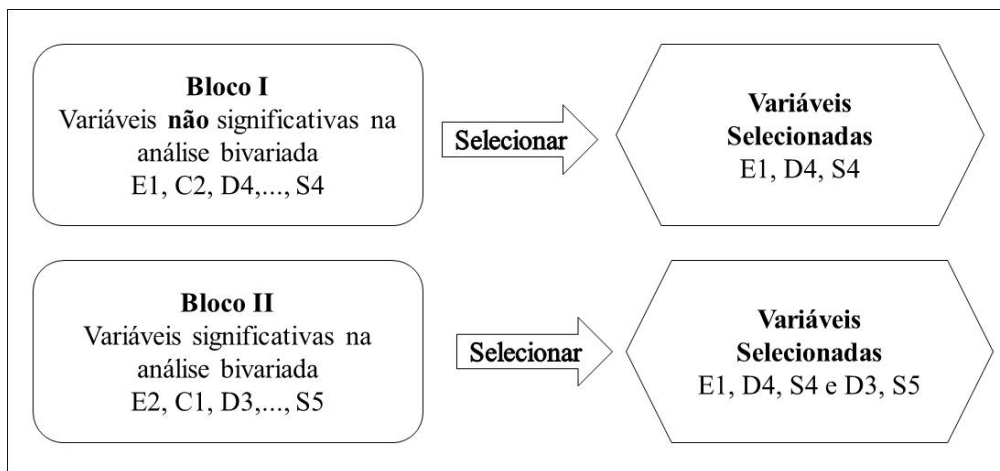 Bloco I
Variáveis não significativas na
análise bivariada
E1, C2, D4,..., S4
Selecionar
Variáveis
Selecionadas
E1, D4, S4
Bloco II
Variáveis significativas na
análise bivariada
E2, C1, D3,..., S5
Selecionar
Variáveis
Selecionadas
E1, D4, S4 e D3, S5